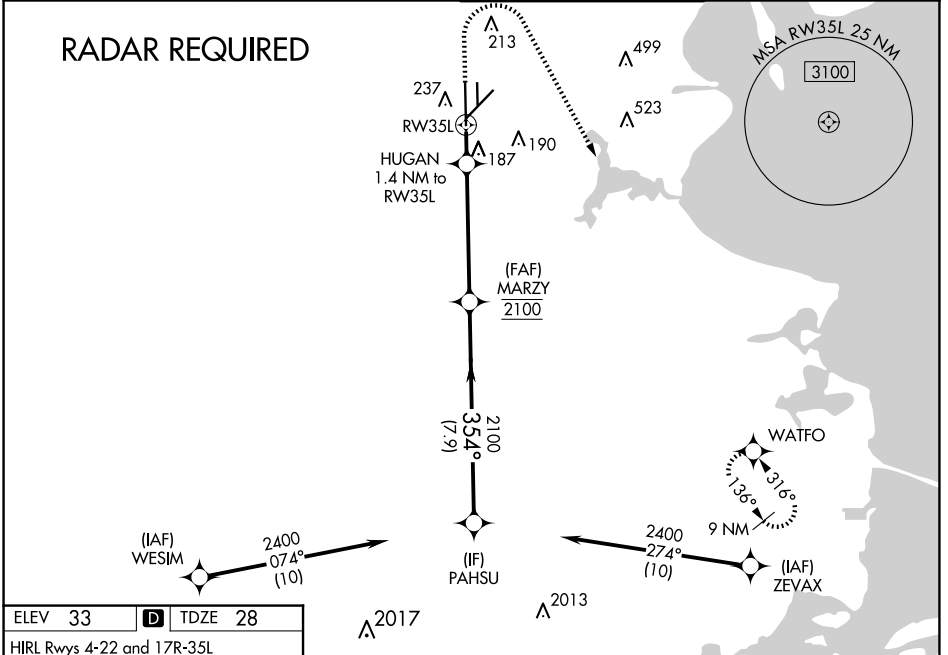 RADAR REQUIRED
213
499
MSA RW35L 25 NM
3100
237
523
RW35L
190
187
HUGAN
1.4 NM to
RW35L
(FAF)
MARZY
2100
2100
354°
(7.9)
WATFO
316°
136°
9 NM
(IAF)
WESIM
2400
074°
(10)
(IF)
PAHSU
2400
274°
(10)
(IAF)
ZEVAX
ELEV 33 D TDZE 28
2017
2013
HIRL Rwys 4-22 and 17R-35L